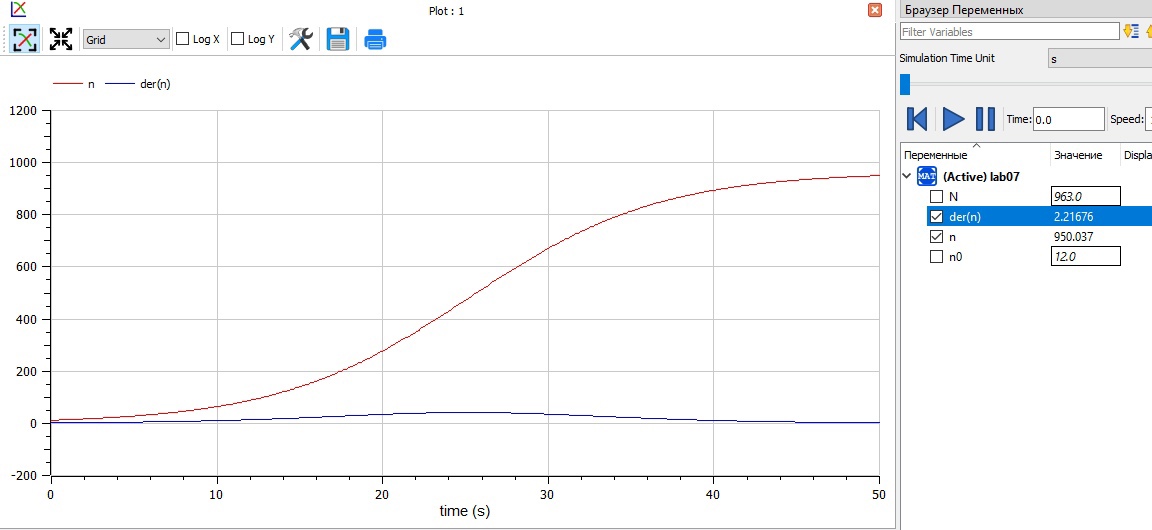 Plot : 1
Grid
Log X
Log Y
n
der(n)
1200
1000
800
600
400
200
0
-200
0
10
20
30
40
50
time (s)
Браузер Переменных
Filter Variables
Simulation Time Unit
s
Time:
0.0
Speed:
Переменные Значение Displa
MAT (Active) lab07
N 963.0
der(n) 2.21676
n 950.037
n0 12.0